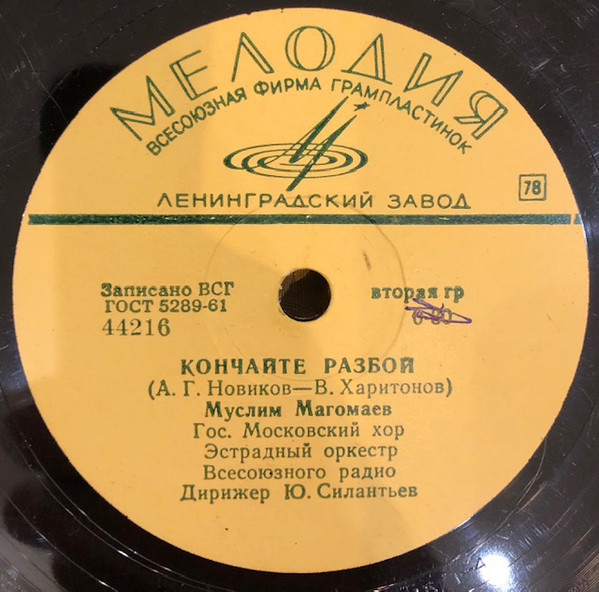 МЕЛОДИЯ
ВСЕСОЮЗНАЯ ФИРМА ГРАМПЛАСТИНОК
ЛЕНИНГРАДСКИЙ ЗАВОД
78
Записано ВСГ
ГОСТ 5289-61
44216
вторая гр
КОНЧАЙТЕ РАЗБОЙ
(А. Г. Новиков—В. Харитонов)
Муслим Магомаев
Гос. Московский хор
Эстрадный оркестр
Всесоюзного радио
Дирижер Ю. Силантьев